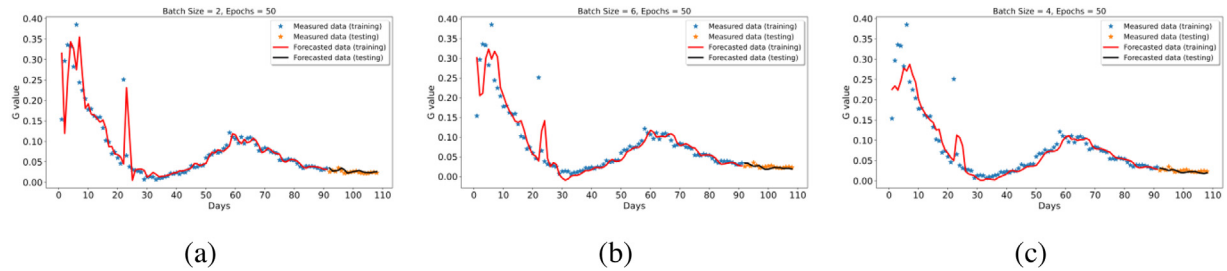 Batch Size = 2, Epochs = 50
G value
0.40
0.35
0.30
0.25
0.20
0.15
0.10
0.05
0.00
Measured data (training)
Measured data (testing)
Forecasted data (training)
Forecasted data (testing)
0 10 20 30 40 50 60 70 80 90 100 110
Days
(a)
Batch Size = 6, Epochs = 50
G value
0.40
0.35
0.30
0.25
0.20
0.15
0.10
0.05
0.00
Measured data (training)
Measured data (testing)
Forecasted data (training)
Forecasted data (testing)
0 10 20 30 40 50 60 70 80 90 100 110
Days
(b)
Batch Size = 4, Epochs = 50
G value
0.40
0.35
0.30
0.25
0.20
0.15
0.10
0.05
0.00
Measured data (training)
Measured data (testing)
Forecasted data (training)
Forecasted data (testing)
0 10 20 30 40 50 60 70 80 90 100 110
Days
(c)